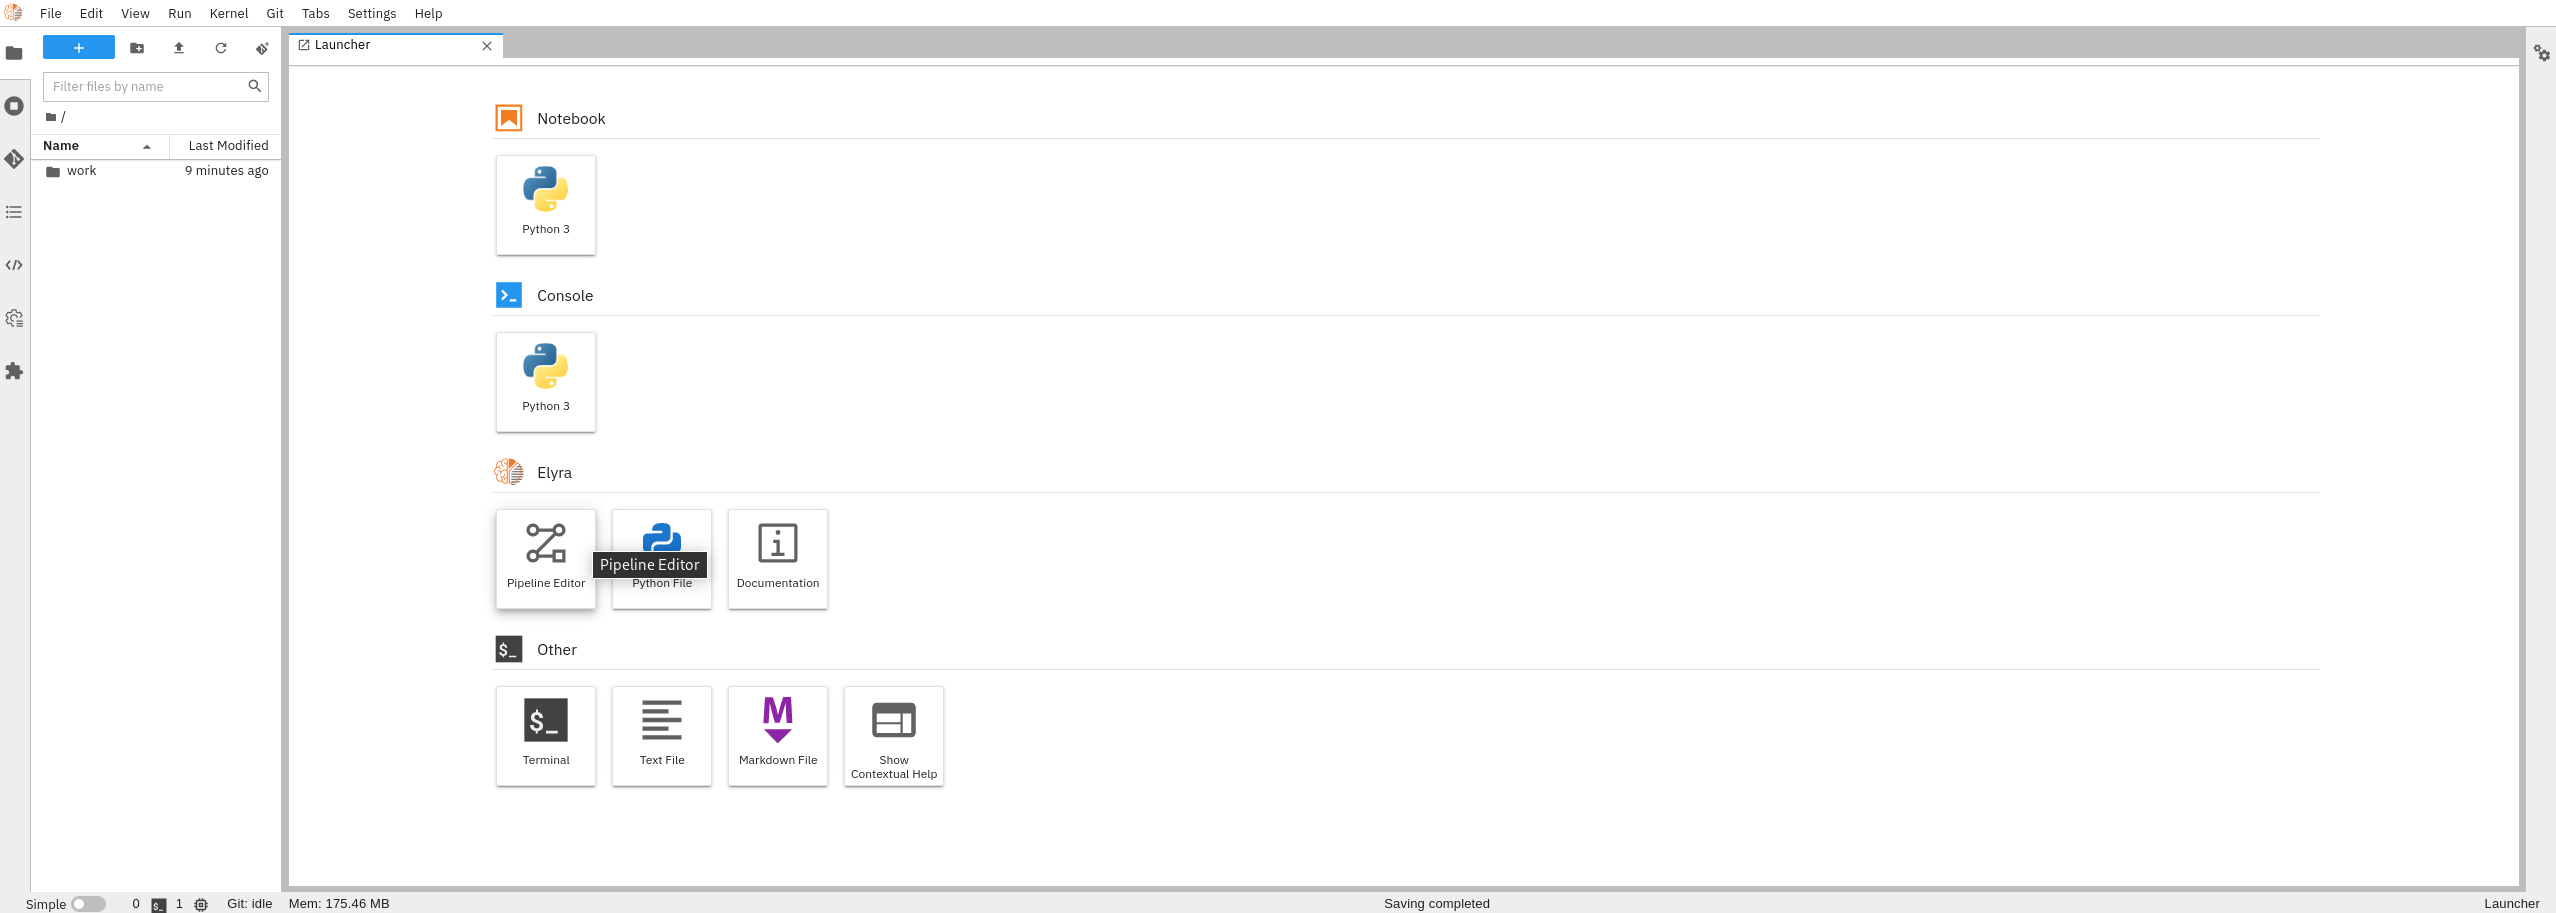 File Edit View Run Kernel Git Tabs Settings Help
+
Launcher
Filter files by name
/
Name Last Modified
work 9 minutes ago
Notebook
Python 3
Console
Python 3
Elyra
Pipeline Editor Python File Documentation
Pipeline Editor
Other
$_
Terminal Text File Markdown File Show
Contextual Help
Simple 0 $_ 1 Git: idle Mem: 175.46 MB Saving completed Launcher